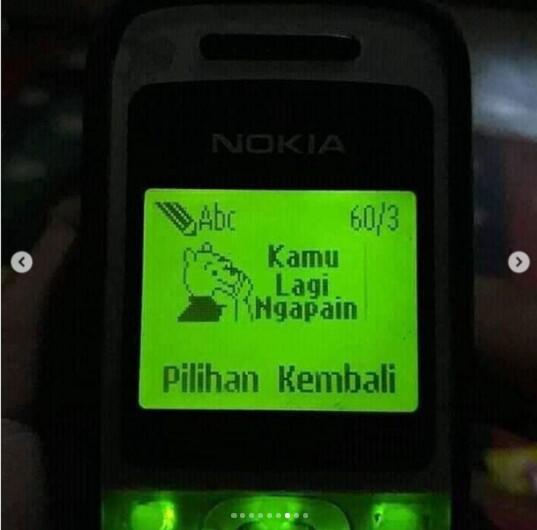 NOKIA
Abc 60/3
Kamu
Lagi
Ngapain
Pilihan Kembali